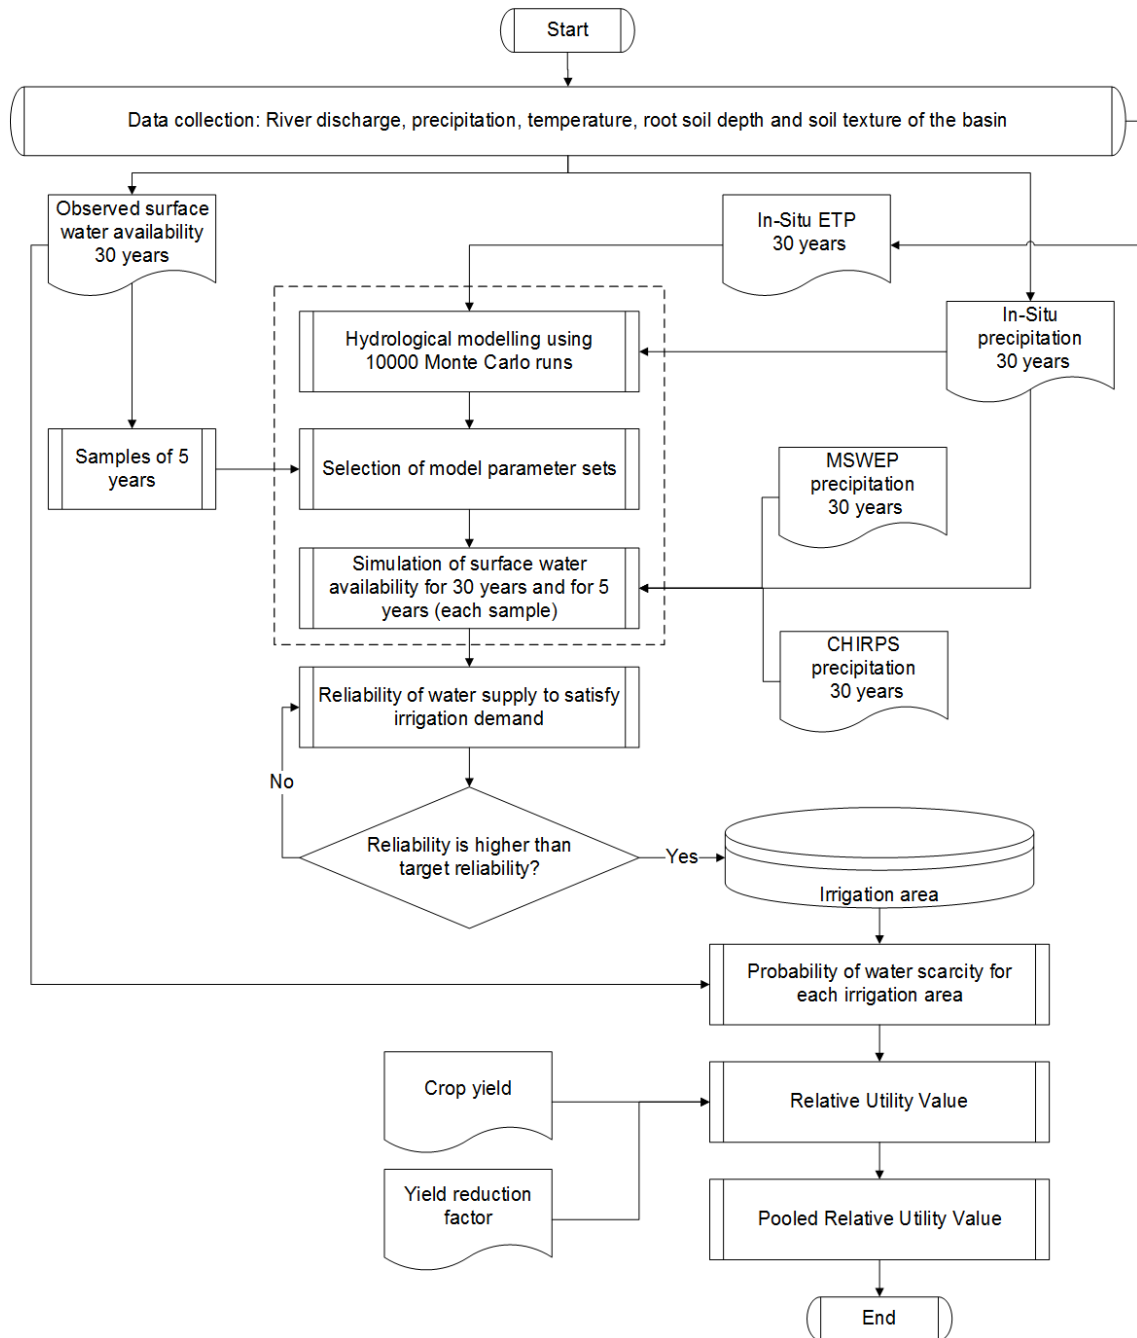 Start
Data collection: River discharge, precipitation, temperature, root soil depth and soil texture of the basin
Observed surface
water availability
30 years
In-Situ ETP
30 years
In-Situ
precipitation
30 years
Hydrological modelling using
10000 Monte Carlo runs
Samples of 5
years
Selection of model parameter sets
MSWEP
precipitation
30 years
Simulation of surface water
availability for 30 years and for 5
years (each sample)
CHIRPS
precipitation
30 years
Reliability of water supply to satisfy
irrigation demand
No
Reliability is higher than
target reliability?
Yes
Irrigation area
Probability of water scarcity for
each irrigation area
Crop yield
Relative Utility Value
Yield reduction
factor
Pooled Relative Utility Value
End